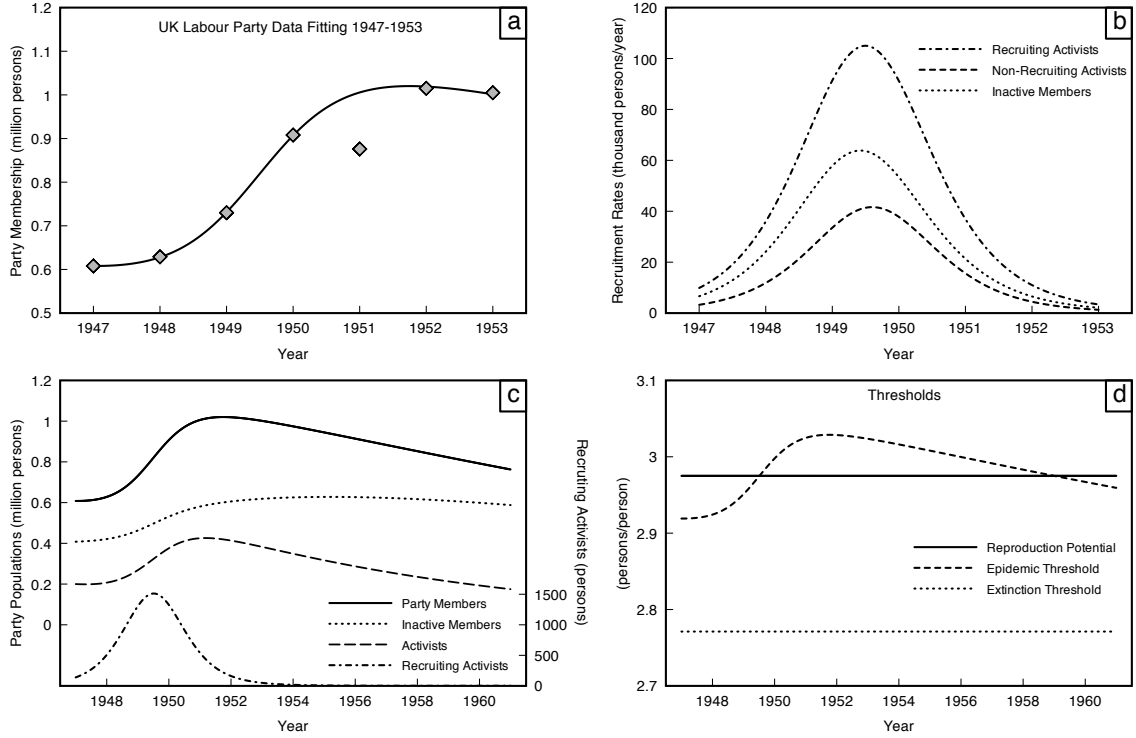 UK Labour Party Data Fitting 1947-1953
a
1.2
1.1
1
0.9
0.8
0.7
0.6
0.5
Party Membership (million persons)
1947 1948 1949 1950 1951 1952 1953
Year
b
120
100
80
60
40
20
0
Recruitment Rates (thousand persons/year)
Recruiting Activists
Non-Recruiting Activists
Inactive Members
1947 1948 1949 1950 1951 1952 1953
Year
c
1.2
1
0.8
0.6
0.4
0.2
0
Party Populations (million persons)
Party Members
Inactive Members
Activists
Recruiting Activists
1500
1000
500
0
Recruiting Activists (persons)
1948 1950 1952 1954 1956 1958 1960
Year
Thresholds
d
3.1
3
2.9
2.8
2.7
(persons/person)
Reproduction Potential
Epidemic Threshold
Extinction Threshold
1948 1950 1952 1954 1956 1958 1960
Year